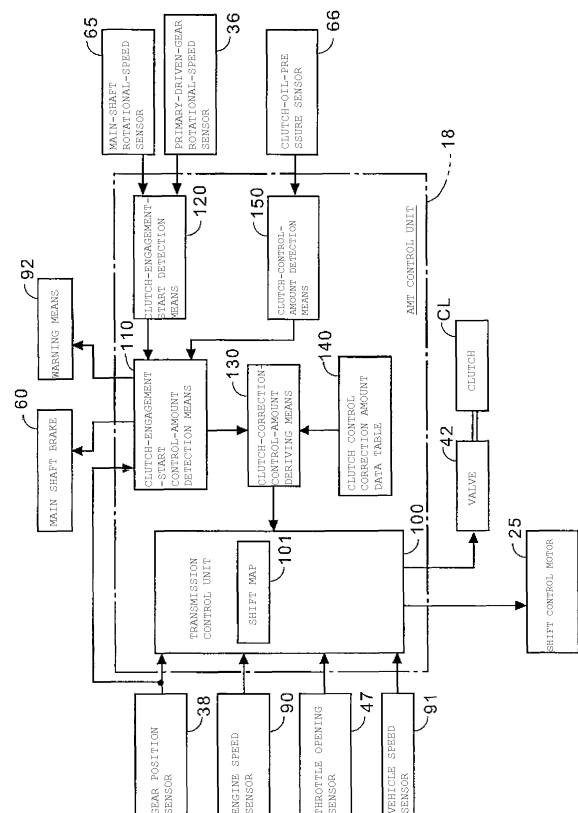 65
MAIN-SHAFT
ROTATIONAL-SPEED
SENSOR
36
PRIMARY-DRIVEN-GEAR
ROTATIONAL-SPEED
SENSOR
66
CLUTCH-OIL-PRE
SSURE SENSOR
18
AMT CONTROL UNIT
120
CLUTCH-ENGAGEMENT-
START DETECTION
MEANS
150
CLUTCH-CONTROL-
AMOUNT DETECTION
MEANS
92
WARNING MEANS
60
MAIN SHAFT BRAKE
110
CLUTCH-ENGAGEMENT
-START
CONTROL-AMOUNT
DETECTION MEANS
130
CLUTCH-CORRECTION-
CONTROL-AMOUNT
DERIVING MEANS
140
CLUTCH CONTROL
CORRECTION AMOUNT
DATA TABLE
CL
CLUTCH
42
VALVE
100
TRANSMISSION
CONTROL UNIT
101
SHIFT MAP
25
SHIFT CONTROL MOTOR
38
GEAR POSITION
SENSOR
90
ENGINE SPEED
SENSOR
47
THROTTLE OPENING
SENSOR
91
VEHICLE SPEED
SENSOR